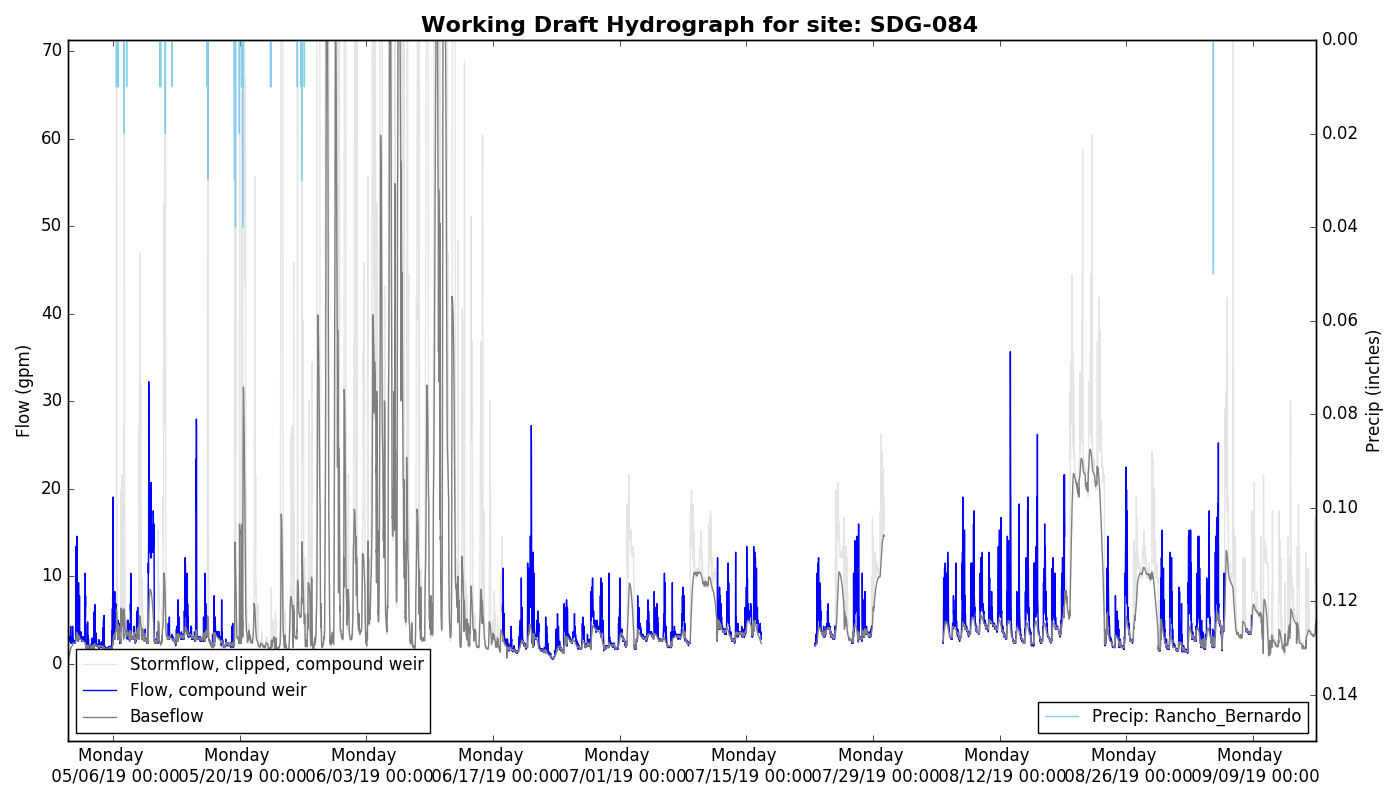 Working Draft Hydrograph for site: SDG-084
70
60
50
40
30
20
10
0
Flow (gpm)
0.00
0.02
0.04
0.06
0.08
0.10
0.12
0.14
Precip (inches)
Stormflow, clipped, compound weir
Flow, compound weir
Baseflow
Precip: Rancho_Bernardo
Monday
05/06/19 00:00
Monday
05/20/19 00:00
Monday
06/03/19 00:00
Monday
06/17/19 00:00
Monday
07/01/19 00:00
Monday
07/15/19 00:00
Monday
07/29/19 00:00
Monday
08/12/19 00:00
Monday
08/26/19 00:00
Monday
09/09/19 00:00